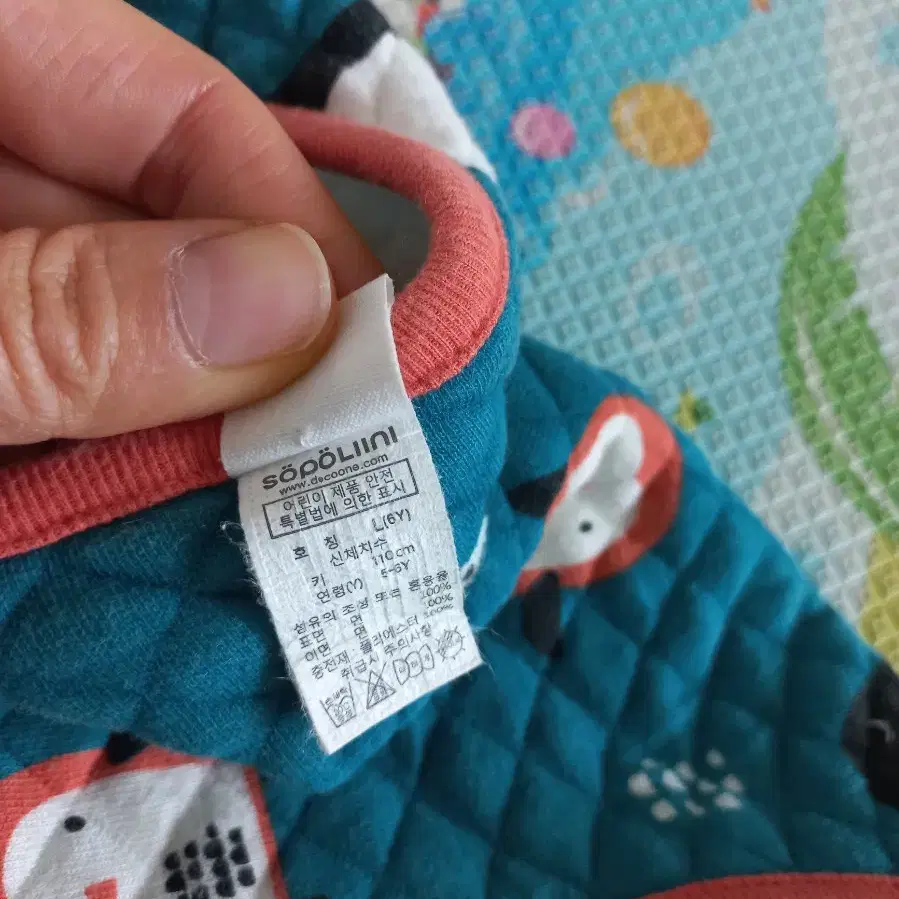 SÖPÖLIINI
www.decoone.com
어린이 제품 안전
특별법에 의한 표시
호 칭 L(6Y)
신체치수
키 110cm
연령(Y) 5-6Y
섬유의 조성 또는 혼용율
표면 면 100%
이면 면 100%
충전재 : 폴리에스터 100%
취급시 주의사항